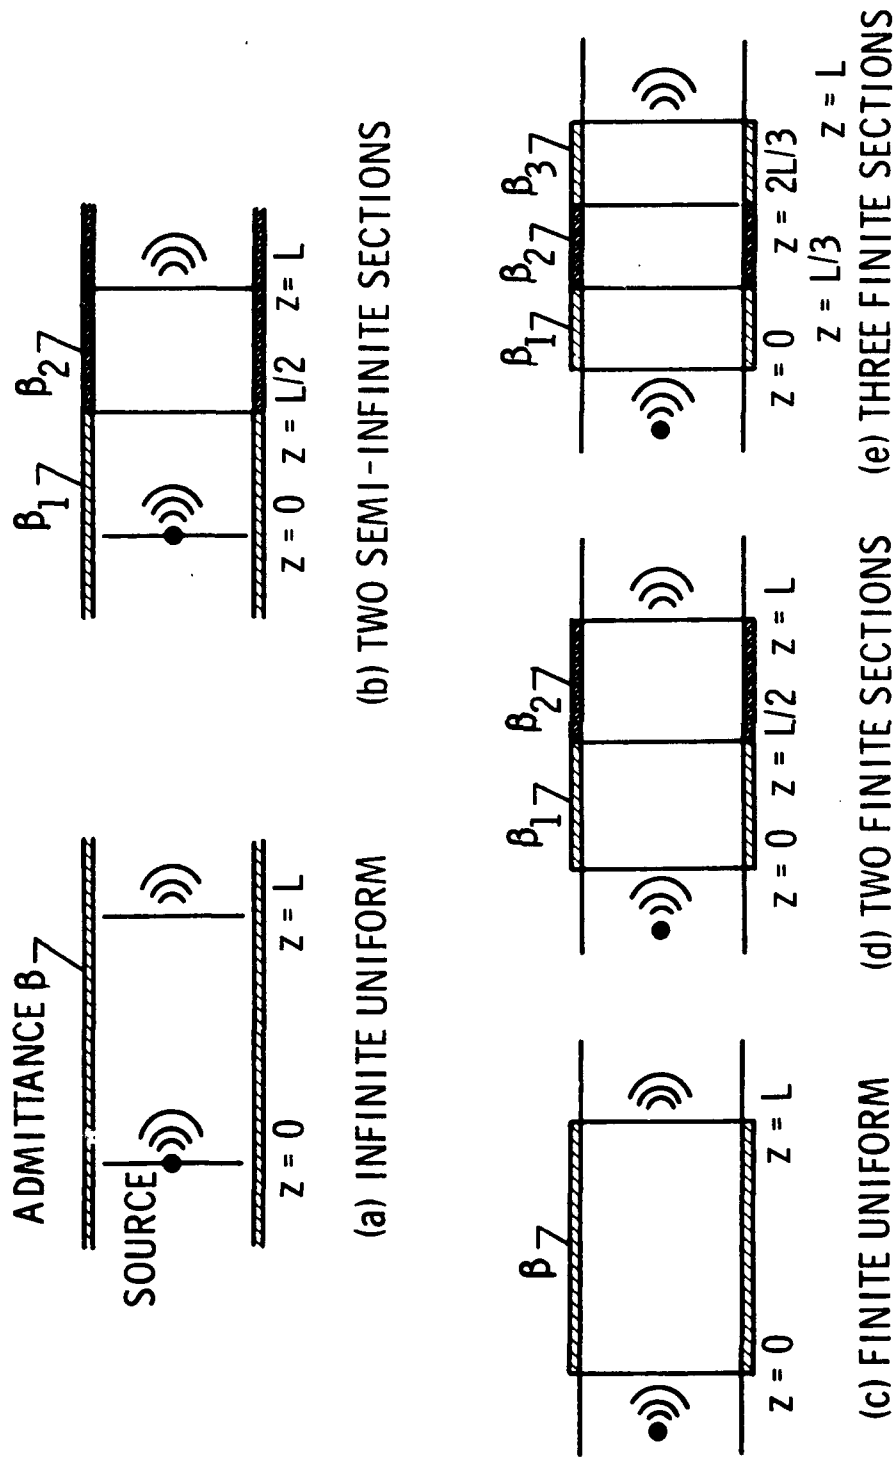 ADMITTANCE β
SOURCE
z = 0
z = L
(a) INFINITE UNIFORM
β1
β2
z = 0
z = L/2
z = L
(b) TWO SEMI-INFINITE SECTIONS
β
z = 0
z = L
(c) FINITE UNIFORM
β1
β2
z = 0
z = L/2
z = L
(d) TWO FINITE SECTIONS
β1
β2
β3
z = 0
z = L/3
z = 2L/3
z = L
(e) THREE FINITE SECTIONS